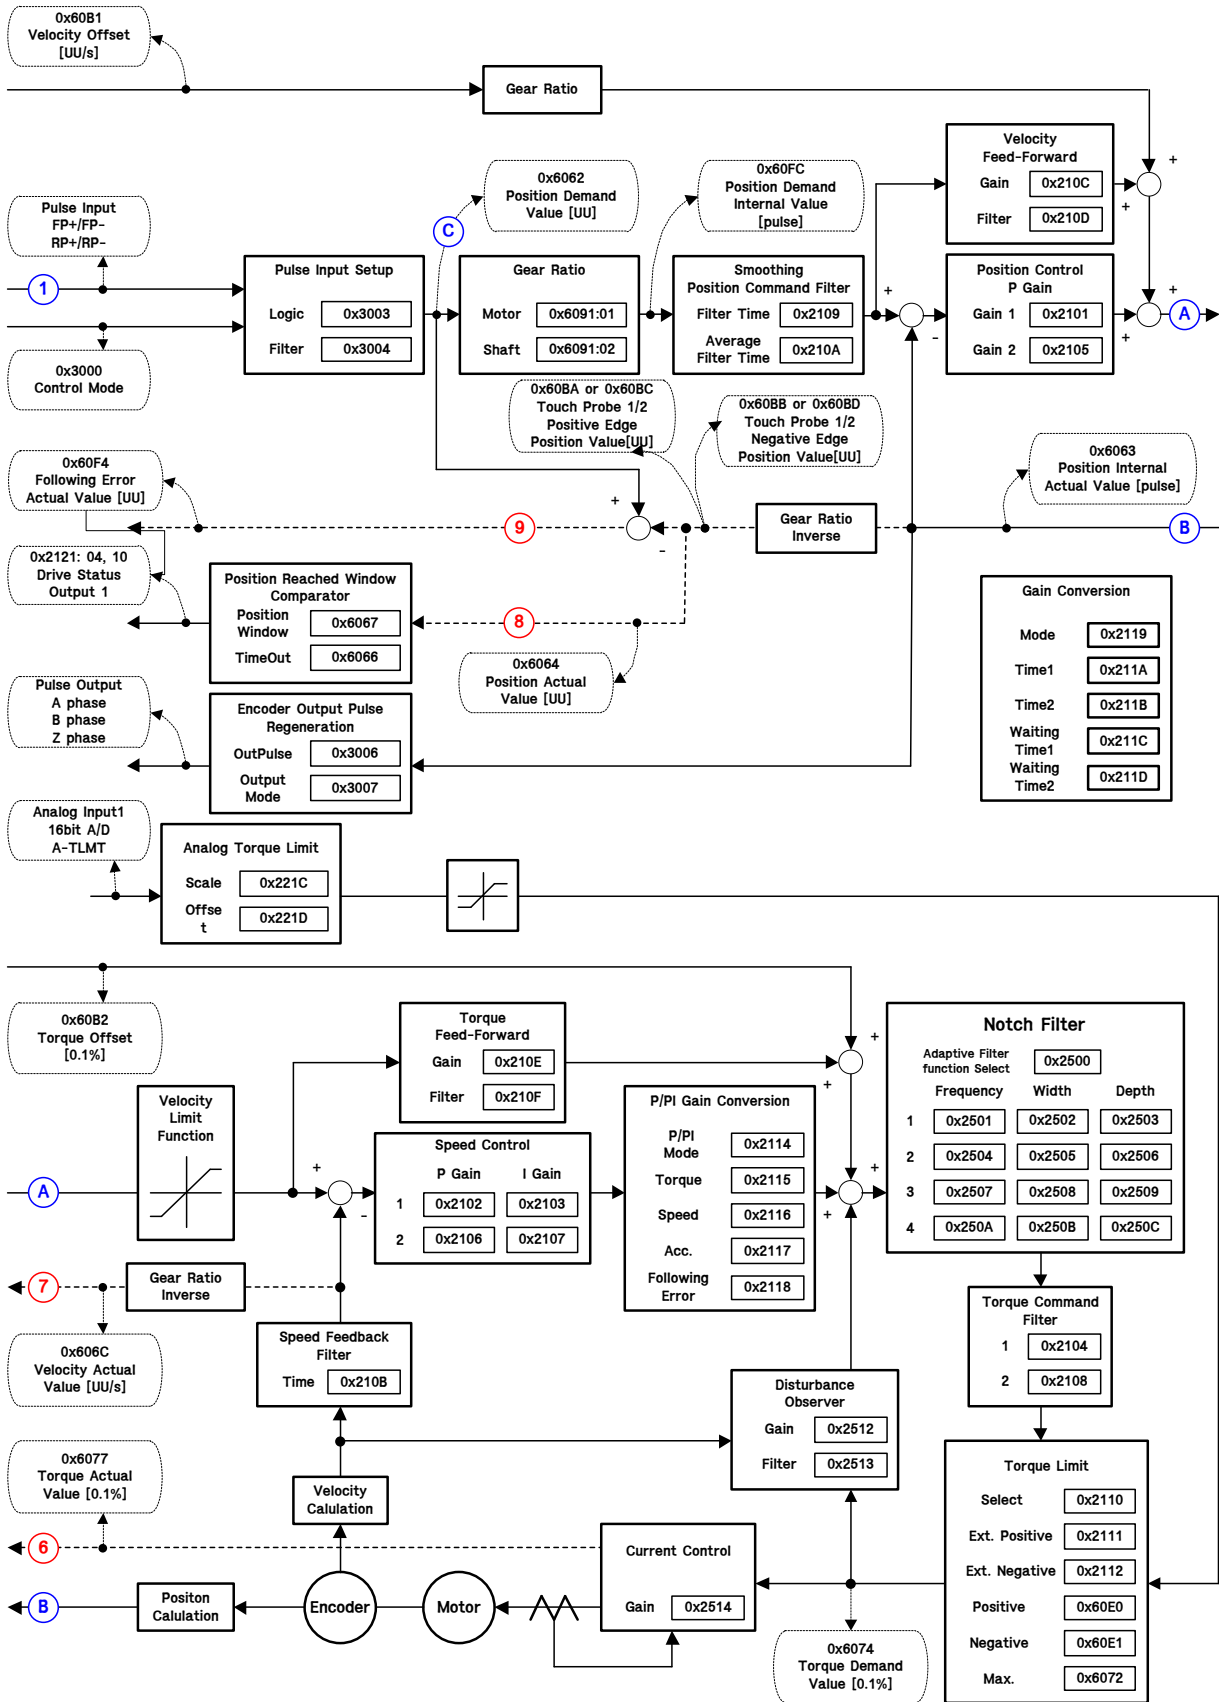 0x60B1
Velocity Offset
[UU/s]
Gear Ratio
Velocity
Feed-Forward
Gain 0x210C
Filter 0x210D
+
+
0x6062
Position Demand
Value [UU]
0x60FC
Position Demand
Internal Value
[pulse]
Pulse Input
FP+/FP-
RP+/RP-
C
1
Pulse Input Setup
Logic 0x3003
Filter 0x3004
Gear Ratio
Motor 0x6091:01
Shaft 0x6091:02
Smoothing
Position Command Filter
Filter Time 0x2109
Average
Filter Time 0x210A
+
-
Position Control
P Gain
Gain 1 0x2101
Gain 2 0x2105
+
+
A
0x3000
Control Mode
0x60BA or 0x60BC
Touch Probe 1/2
Positive Edge
Position Value[UU]
0x60BB or 0x60BD
Touch Probe 1/2
Negative Edge
Position Value[UU]
0x6063
Position Internal
Actual Value [pulse]
0x60F4
Following Error
Actual Value [UU]
9
+
-
Gear Ratio
Inverse
B
0x2121: 04, 10
Drive Status
Output 1
Position Reached Window
Comparator
Position
Window 0x6067
TimeOut 0x6066
8
0x6064
Position Actual
Value [UU]
Gain Conversion
Mode 0x2119
Time1 0x211A
Time2 0x211B
Waiting
Time1 0x211C
Waiting
Time2 0x211D
Pulse Output
A phase
B phase
Z phase
Encoder Output Pulse
Regeneration
OutPulse 0x3006
Output
Mode 0x3007
Analog Input1
16bit A/D
A-TLMT
Analog Torque Limit
Scale 0x221C
Offse
t 0x221D
0x60B2
Torque Offset
[0.1%]
Torque
Feed-Forward
Gain 0x210E
Filter 0x210F
+
+
Notch Filter
Adaptive Filter
function Select 0x2500
Frequency Width Depth
1 0x2501 0x2502 0x2503
2 0x2504 0x2505 0x2506
3 0x2507 0x2508 0x2509
4 0x250A 0x250B 0x250C
Velocity
Limit
Function
A
+
-
Speed Control
P Gain I Gain
1 0x2102 0x2103
2 0x2106 0x2107
P/PI Gain Conversion
P/PI
Mode 0x2114
Torque 0x2115
Speed 0x2116
Acc. 0x2117
Following
Error 0x2118
+
+
7
Gear Ratio
Inverse
0x606C
Velocity Actual
Value [UU/s]
Speed Feedback
Filter
Time 0x210B
Torque Command
Filter
1 0x2104
2 0x2108
Disturbance
Observer
Gain 0x2512
Filter 0x2513
0x6077
Torque Actual
Value [0.1%]
Velocity
Calulation
6
Current Control
Gain 0x2514
Torque Limit
Select 0x2110
Ext. Positive 0x2111
Ext. Negative 0x2112
Positive 0x60E0
Negative 0x60E1
Max. 0x6072
B
Positon
Calulation
Encoder
Motor
0x6074
Torque Demand
Value [0.1%]